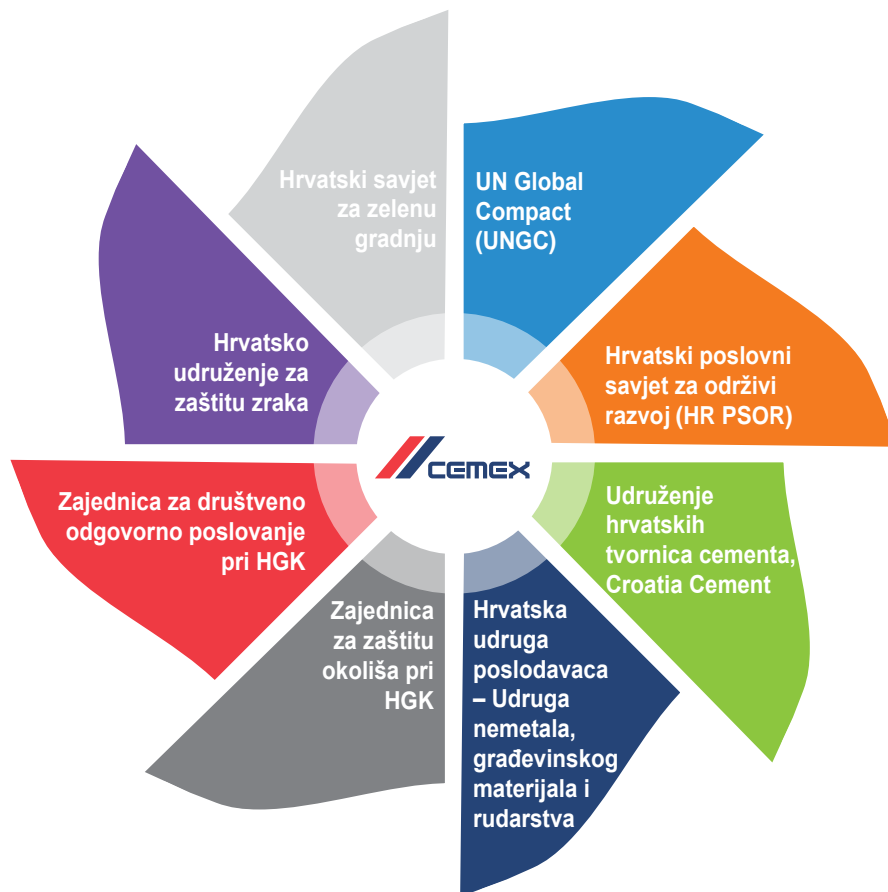 Hrvatski savjet
za zelenu
gradnju
UN Global
Compact
(UNGC)
Hrvatski poslovni
savjet za održivi
razvoj (HR PSOR)
Udruženje
hrvatskih
tvornica cementa,
Croatia Cement
Hrvatska
udruga
poslodavaca
– Udruga
nemetala,
građevinskog
materijala i
rudarstva
Zajednica
za zaštitu
okoliša pri
HGK
Zajednica za društveno
odgovorno poslovanje
pri HGK
Hrvatsko
udruženje za
zaštitu zraka
CEMEX